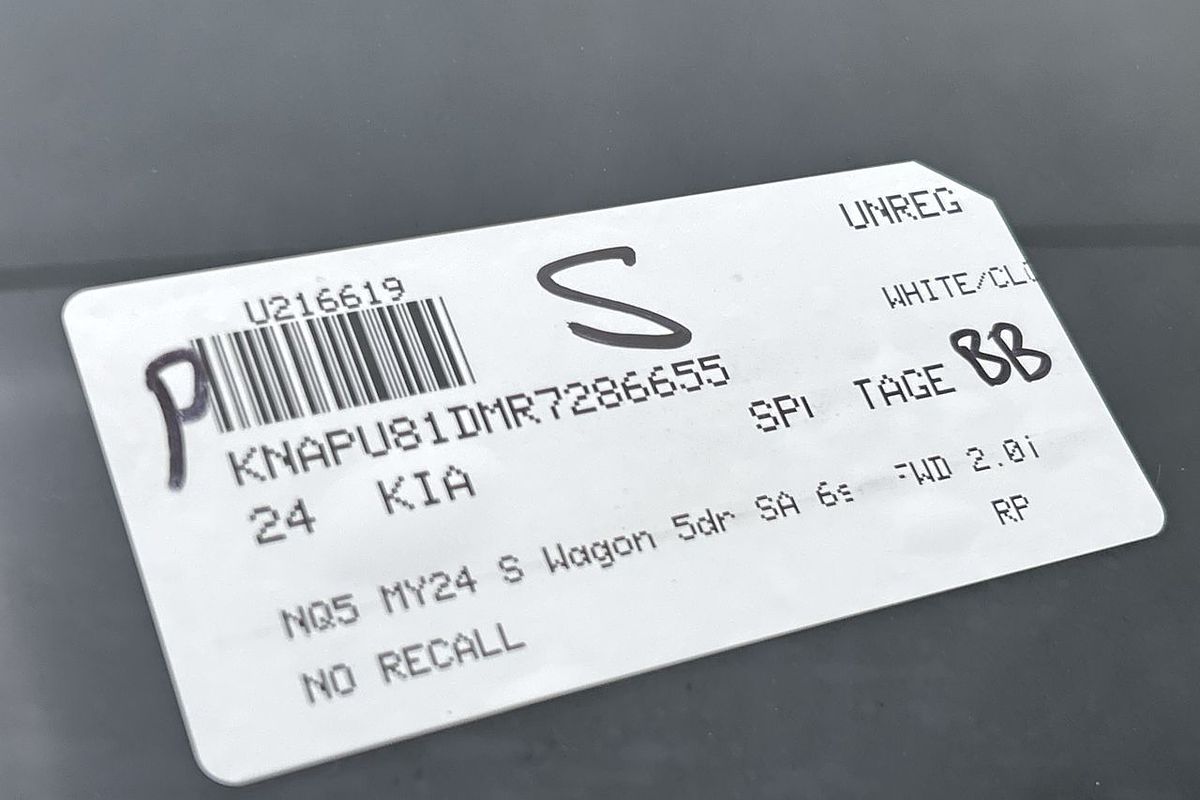 UNREG
U216619
S
WHITE/CL
P
KNAPU81DMR7286655
SP TAGE BB
24 KIA
NQ5 MY24 S Wagon 5dr SA 6s FWD 2.0i
RP
NO RECALL